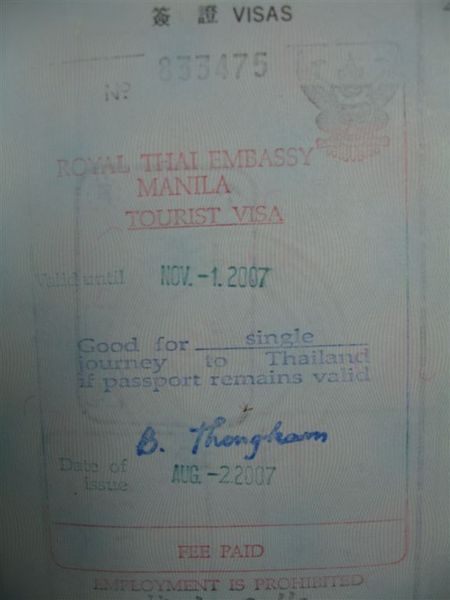 簽 證 VISAS
Nº 833475
ROYAL THAI EMBASSY
MANILA
TOURIST VISA
Valid until NOV.-1.2007
Good for single
journey to Thailand
if passport remains valid
B. Thongkam
Date of
issue AUG.-2.2007
FEE PAID
EMPLOYMENT IS PROHIBITED